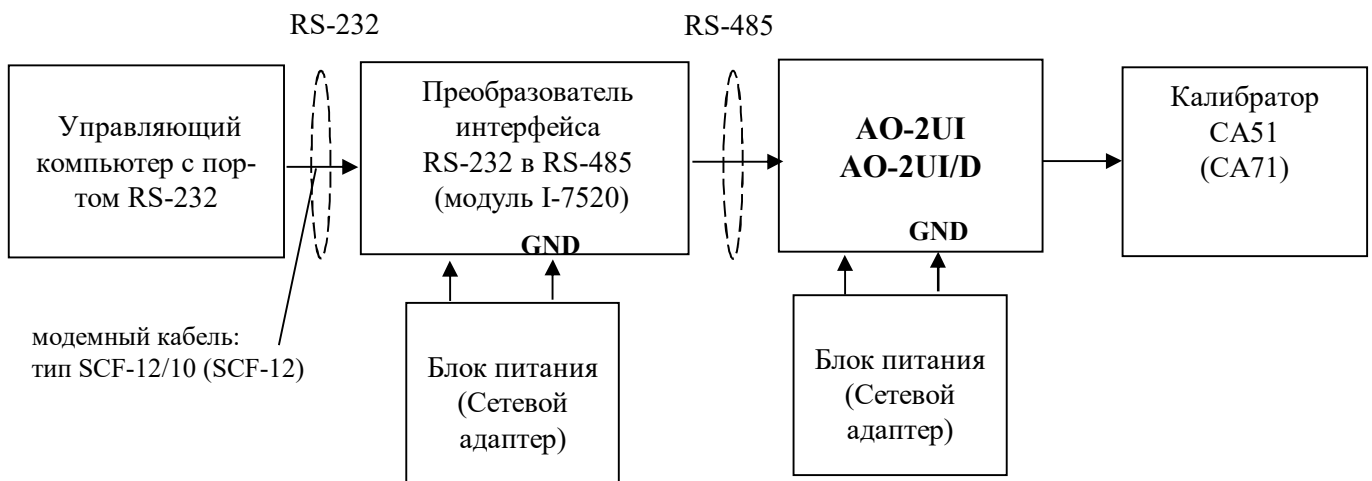 RS-232
RS-485
Управляющий
компьютер с пор-
том RS-232
Преобразователь
интерфейса
RS-232 в RS-485
(модуль I-7520)
GND
AO-2UI
AO-2UI/D
GND
Калибратор
CA51
(CA71)
модемный кабель:
тип SCF-12/10 (SCF-12)
Блок питания
(Сетевой
адаптер)
Блок питания
(Сетевой
адаптер)